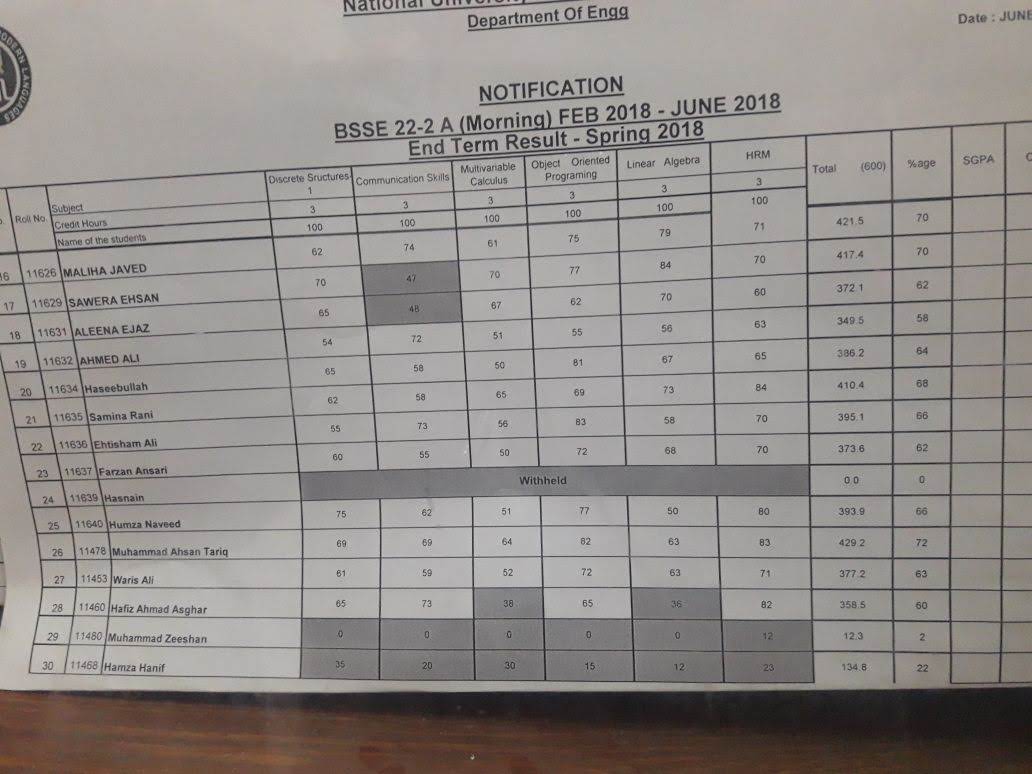 National University
Department Of Engg
Date : JUNE
MODERN LANGUAGES
NOTIFICATION
BSSE 22-2 A (Morning) FEB 2018 - JUNE 2018
End Term Result - Spring 2018
Roll No. Subject Discrete Sructures 1 Communication Skills Multivariable Calculus Object Oriented Programing Linear Algebra HRM Total (600) %age SGPA
Credit Hours 3 3 3 3 3 3
Name of the students 100 100 100 100 100 100
16 11626 MALIHA JAVED 62 74 61 75 79 71 421.5 70
17 11629 SAWERA EHSAN 70 47 70 77 84 70 417.4 70
18 11631 ALEENA EJAZ 65 48 67 62 70 60 372.1 62
19 11632 AHMED ALI 54 72 51 55 56 63 349.5 58
20 11634 Haseebullah 65 58 50 81 67 65 386.2 64
21 11635 Samina Rani 62 58 65 69 73 84 410.4 68
22 11636 Ehtisham Ali 55 73 56 83 58 70 395.1 66
23 11637 Farzan Ansari 60 55 50 72 68 70 373.6 62
24 11639 Hasnain Withheld 0.0 0
25 11640 Humza Naveed 75 62 51 77 50 80 393.9 66
26 11478 Muhammad Ahsan Tariq 69 69 64 82 63 83 429.2 72
27 11453 Waris Ali 61 59 52 72 63 71 377.2 63
28 11460 Hafiz Ahmad Asghar 65 73 38 65 36 82 358.5 60
29 11480 Muhammad Zeeshan 0 0 0 0 0 12 12.3 2
30 11468 Hamza Hanif 35 20 30 15 12 23 134.8 22